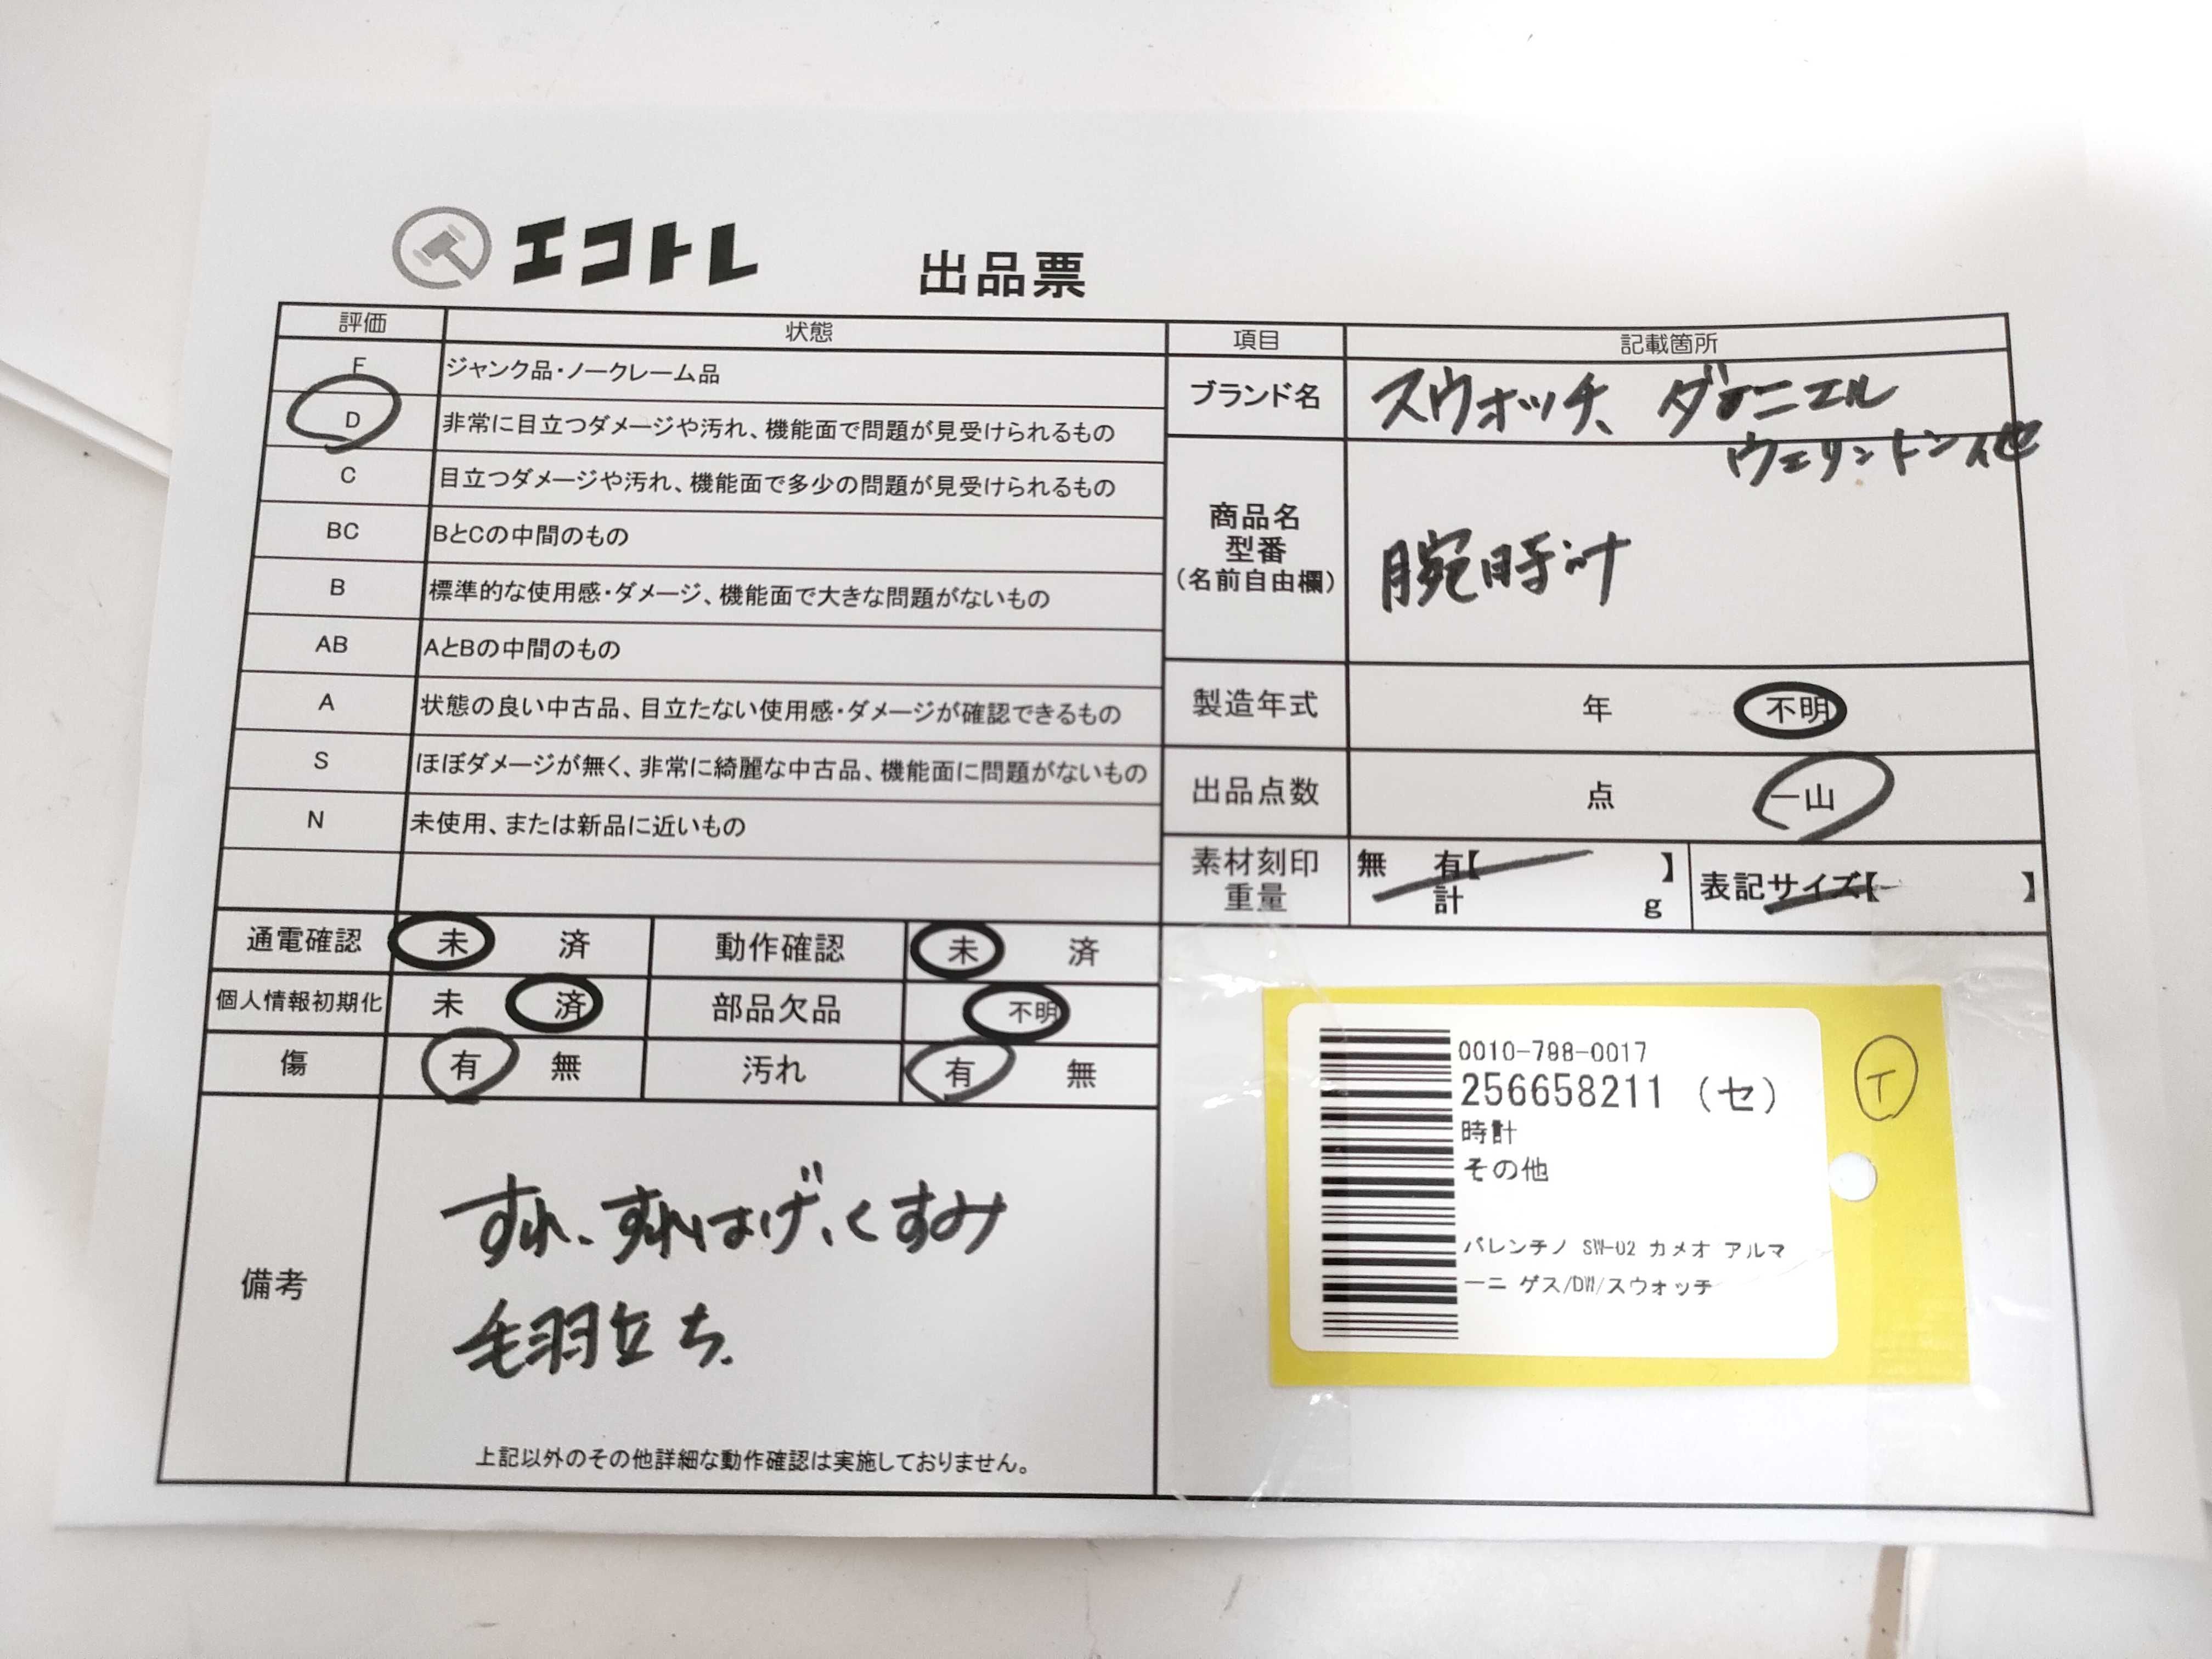 エコトレ 出品票
評価 状態 項目 記載箇所
F ジャンク品・ノークレーム品
D 非常に目立つダメージや汚れ、機能面で問題が見受けられるもの
C 目立つダメージや汚れ、機能面で多少の問題が見受けられるもの
BC BとCの中間のもの
B 標準的な使用感・ダメージ、機能面で大きな問題がないもの
AB AとBの中間のもの
A 状態の良い中古品、目立たない使用感・ダメージが確認できるもの
S ほぼダメージが無く、非常に綺麗な中古品、機能面に問題がないもの
N 未使用、または新品に近いもの
ブランド名 スウォッチ、ダニエル
ウェリントン他
商品名
型番
(名前自由欄)
腕時計
製造年式 年 不明
出品点数 点 一山
素材刻印
重量
無 有【 】
計 g
表記サイズ【 】
通電確認 未 済 動作確認 未 済
個人情報初期化 未 済 部品欠品 不明
傷 有 無 汚れ 有 無
備考
すれ、すれはげ、くすみ
毛羽立ち
上記以外のその他詳細な動作確認は実施しておりません。
0010-798-0017
256658211 (セ)
時計
その他
バレンチノ SW-02 カメオ アルマ
ーニ ゲス/DW/スウォッチ
イ